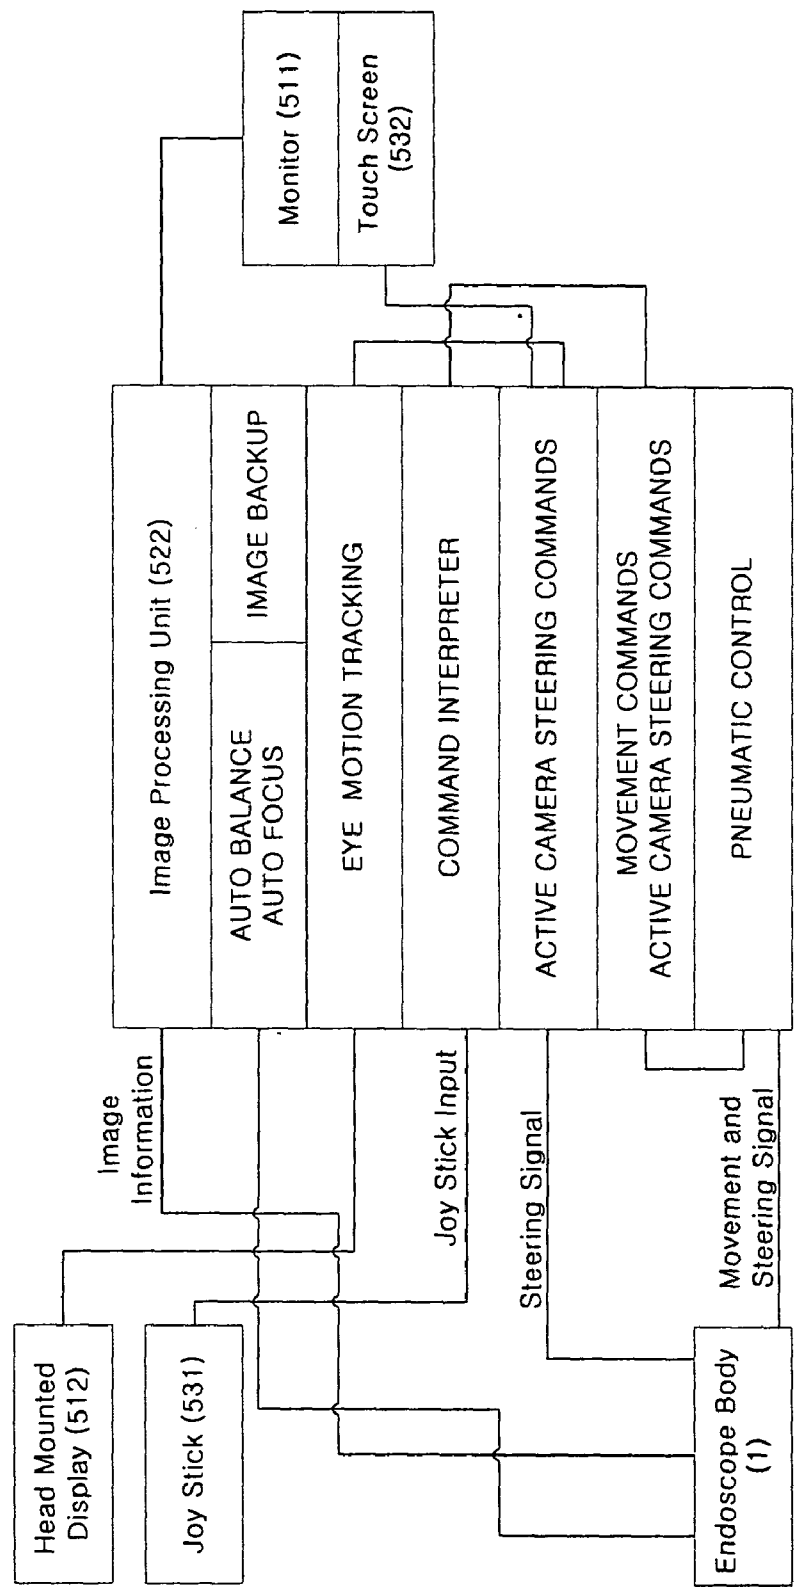 Head Mounted
Display (512)
Joy Stick (531)
Endoscope Body
(1)
Image
Information
Joy Stick Input
Steering Signal
Movement and
Steering Signal
Image Processing Unit (522)
AUTO BALANCE
AUTO FOCUS
IMAGE BACKUP
EYE MOTION TRACKING
COMMAND INTERPRETER
ACTIVE CAMERA STEERING COMMANDS
MOVEMENT COMMANDS
ACTIVE CAMERA STEERING COMMANDS
PNEUMATIC CONTROL
Monitor (511)
Touch Screen
(532)